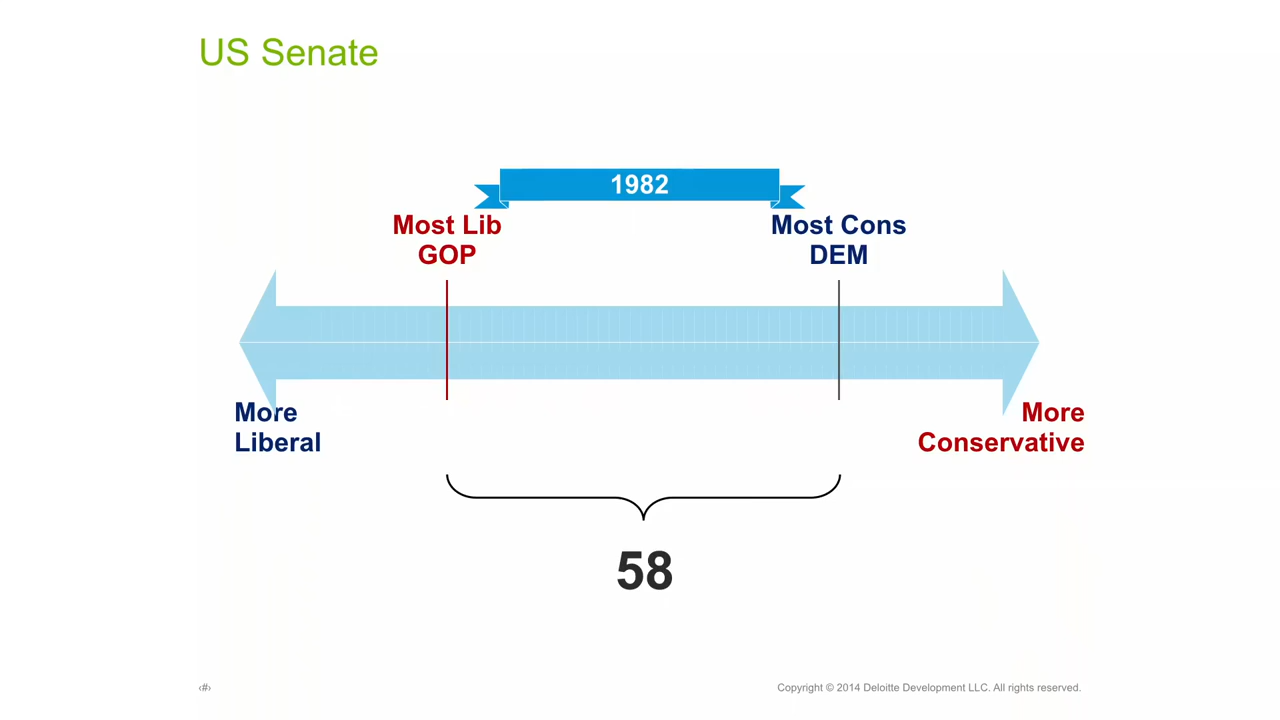 US Senate
1982
Most Lib
GOP
Most Cons
DEM
More
Liberal
More
Conservative
58
‹#›
Copyright © 2014 Deloitte Development LLC. All rights reserved.